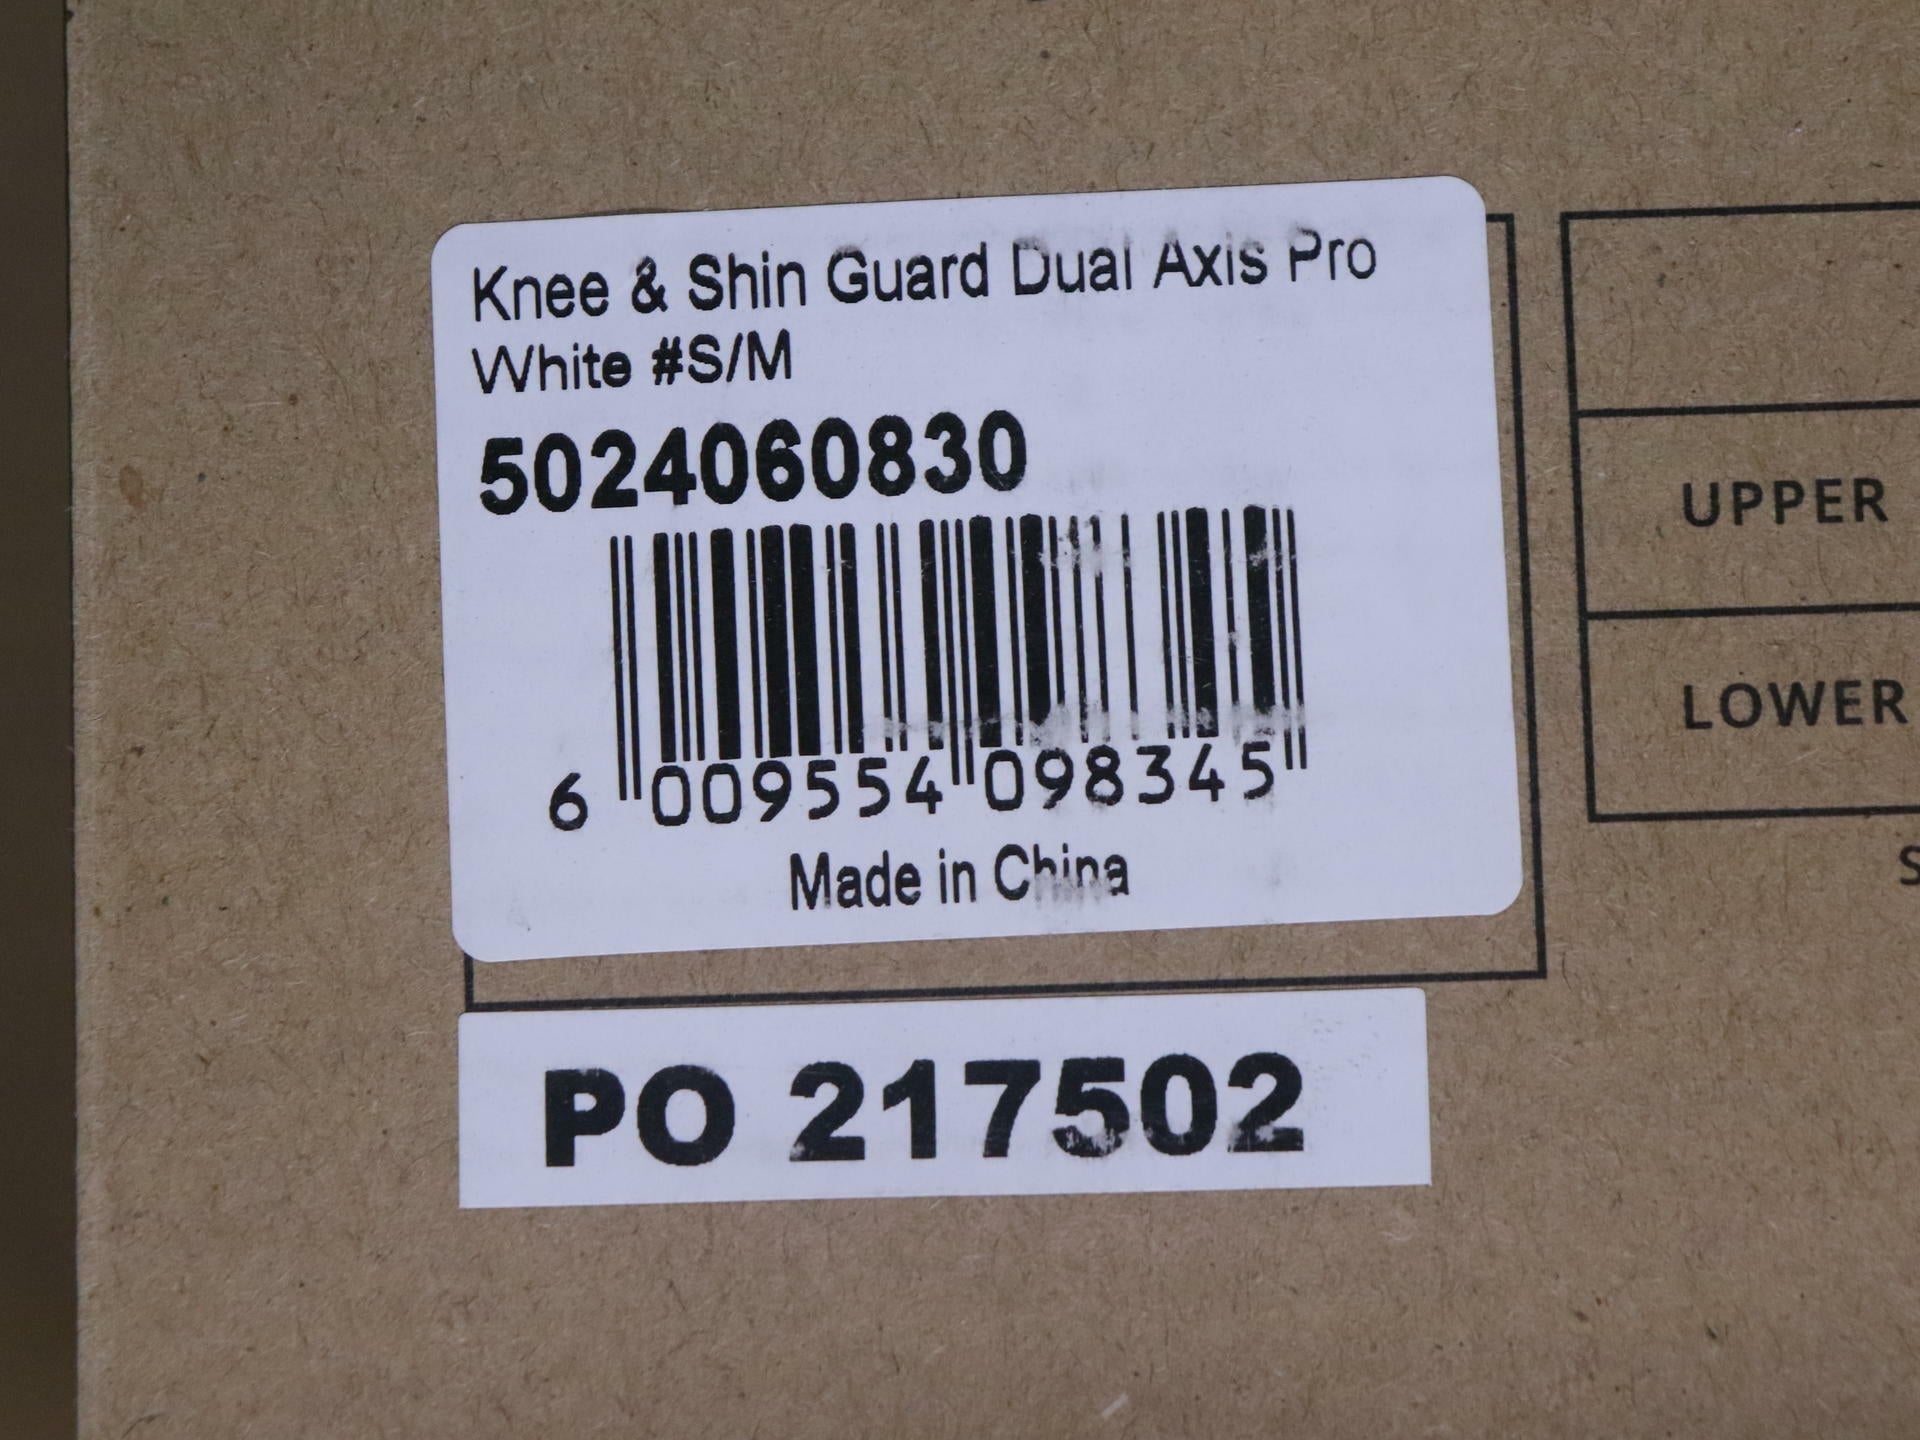 Knee & Shin Guard Dual Axis Pro
White #S/M
5024060830
6 009554 098345
Made in China
PO 217502
UPPER
LOWER